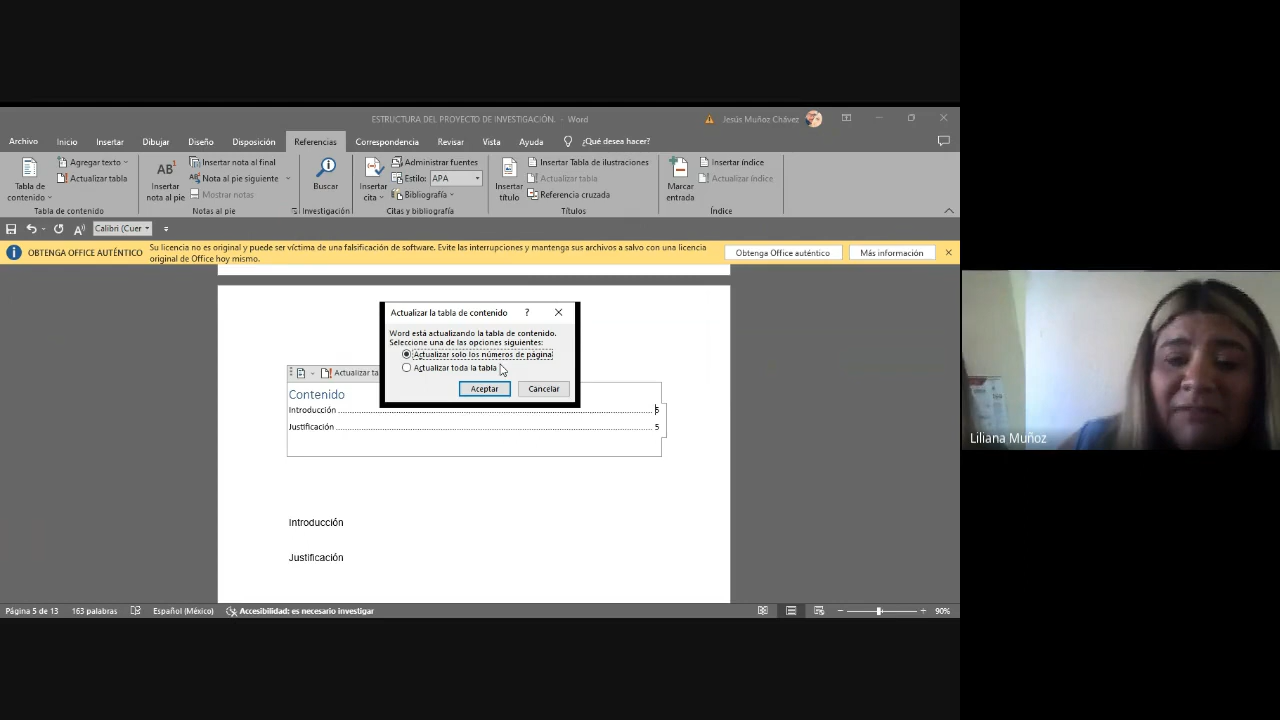 ESTRUCTURA DEL PROYECTO DE INVESTIGACIÓN. - Word
Jesús Muñoz Chávez
Archivo Inicio Insertar Dibujar Diseño Disposición Referencias Correspondencia Revisar Vista Ayuda ¿Qué desea hacer?
Tabla de contenido
Agregar texto
Actualizar tabla
Tabla de contenido
AB1
Insertar nota al pie
Insertar nota al final
Nota al pie siguiente
Mostrar notas
Notas al pie
Buscar
Investigación
Insertar cita
Administrar fuentes
Estilo: APA
Bibliografía
Citas y bibliografía
Insertar título
Insertar Tabla de ilustraciones
Actualizar tabla
Referencia cruzada
Títulos
Marcar entrada
Insertar índice
Actualizar índice
Índice
Calibri (Cuer
OBTENGA OFFICE AUTÉNTICO
Su licencia no es original y puede ser víctima de una falsificación de software. Evite las interrupciones y mantenga sus archivos a salvo con una licencia
original de Office hoy mismo.
Obtenga Office auténtico
Más información
Actualizar la tabla de contenido ?
Word está actualizando la tabla de contenido.
Seleccione una de las opciones siguientes:
Actualizar solo los números de página
Actualizar toda la tabla
Aceptar Cancelar
Actualizar ta
Contenido
Introducción 5
Justificación 5
Introducción
Justificación
Liliana Muñoz
Página 5 de 13 163 palabras Español (México) Accesibilidad: es necesario investigar 90%